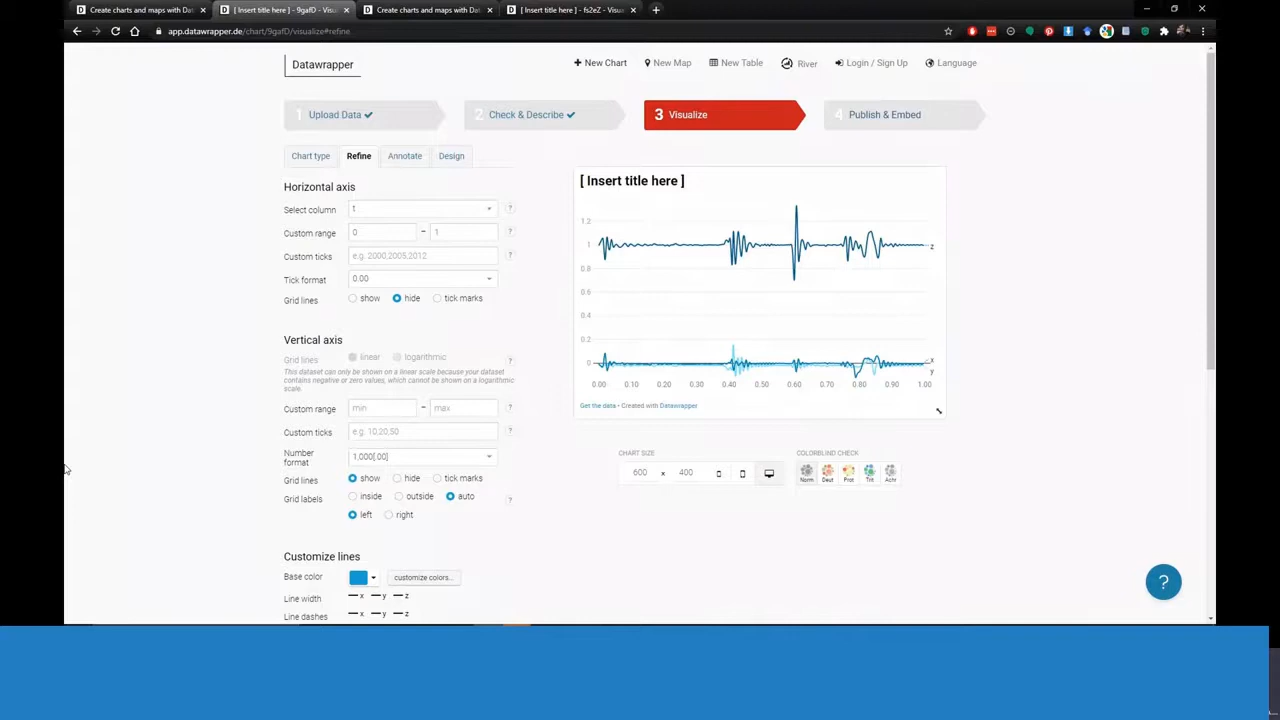 Create charts and maps with Dat
[ Insert title here ] - 9gafD - Visua
Create charts and maps with Dat
[ Insert title here ] - fs2eZ - Visua
app.datawrapper.de/chart/9gafD/visualize#refine
Datawrapper
New Chart
New Map
New Table
River
Login / Sign Up
Language
1 Upload Data
2 Check & Describe
3 Visualize
4 Publish & Embed
Chart type
Refine
Annotate
Design
Horizontal axis
Select column
t
?
Custom range
0
–
1
?
Custom ticks
e.g. 2000,2005,2012
?
Tick format
0.00
Grid lines
show
hide
tick marks
Vertical axis
Grid lines
linear
logarithmic
?
This dataset can only be shown on a linear scale because your dataset
contains negative or zero values, which cannot be shown on a logarithmic
scale.
Custom range
min
–
max
?
Custom ticks
e.g. 10,20,50
?
Number
format
1,000[.00]
Grid lines
show
hide
tick marks
Grid labels
inside
outside
auto
?
left
right
Customize lines
Base color
customize colors...
Line width
x
y
z
Line dashes
x
y
z
[ Insert title here ]
1.2
1
0.8
0.6
0.4
0.2
0
z
x
y
0.00 0.10 0.20 0.30 0.40 0.50 0.60 0.70 0.80 0.90 1.00
Get the data • Created with Datawrapper
CHART SIZE
600 x 400
COLORBLIND CHECK
Norm
Deut
Prot
Trit
Achr
?